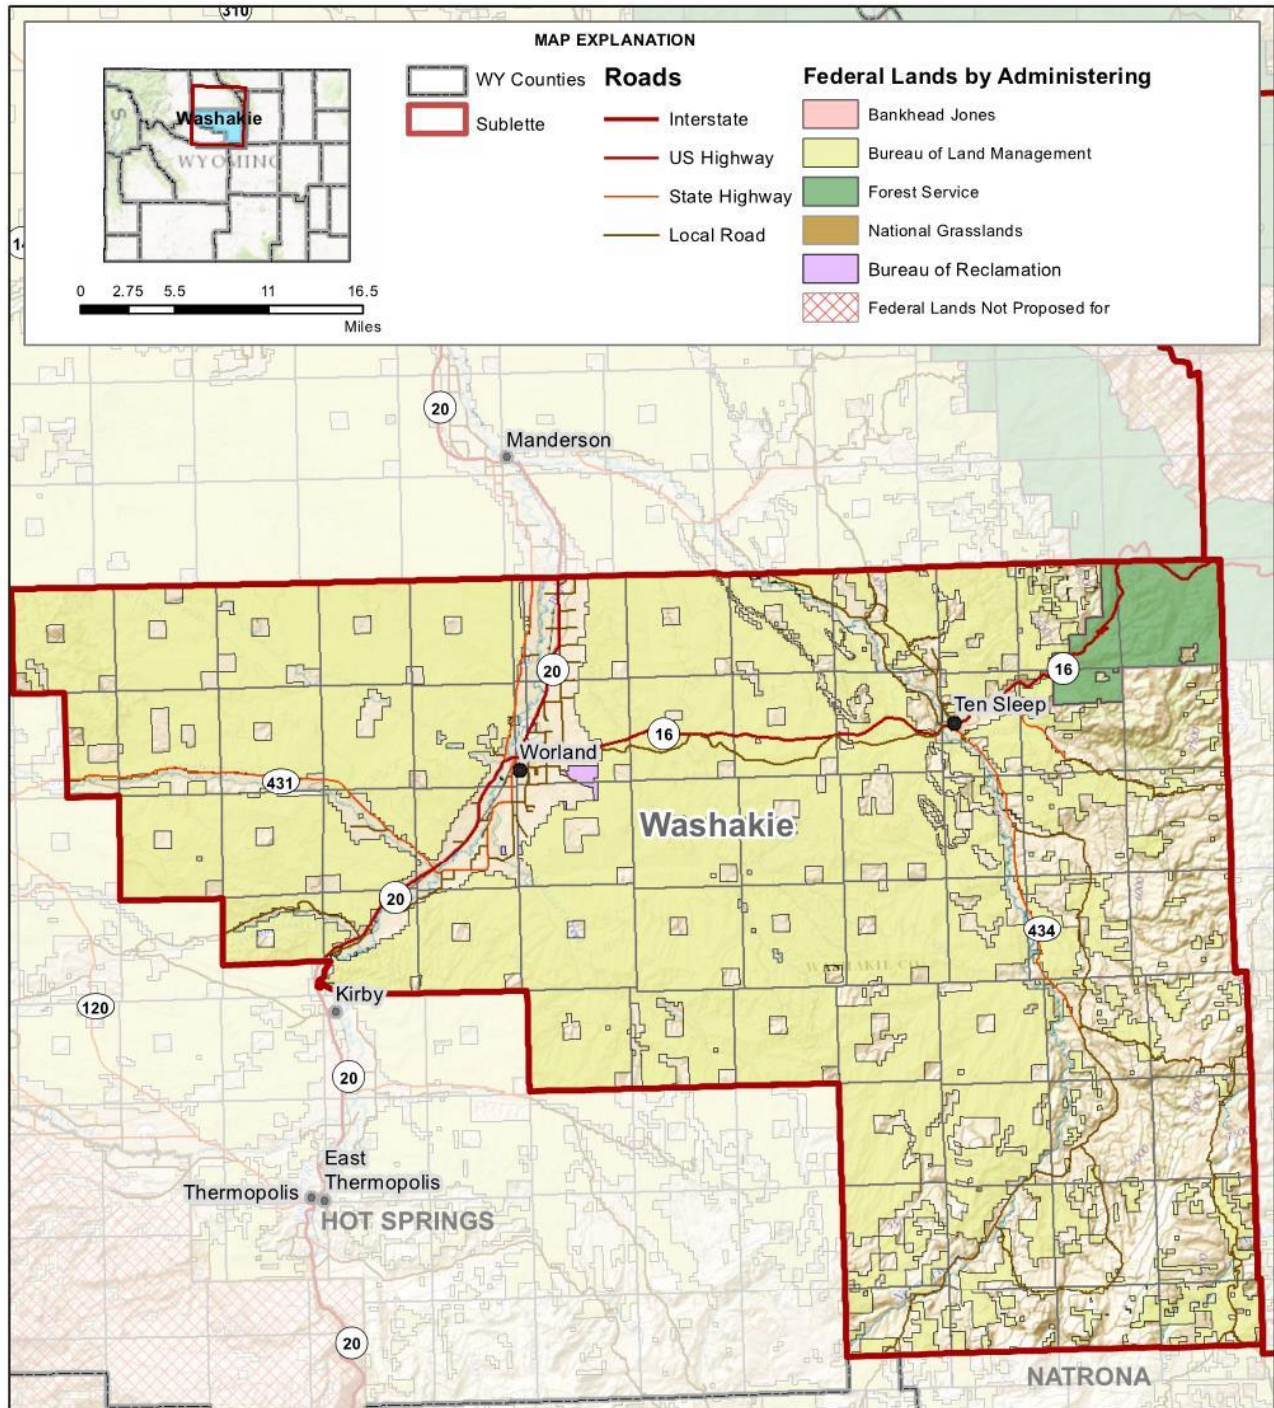 310
MAP EXPLANATION
Washakie
WYOMING
S
0 2.75 5.5 11 16.5
Miles
WY Counties
Sublette
Roads
Interstate
US Highway
State Highway
Local Road
Federal Lands by Administering
Bankhead Jones
Bureau of Land Management
Forest Service
National Grasslands
Bureau of Reclamation
Federal Lands Not Proposed for
20
Manderson
20
16
Ten Sleep
16
Worland
431
Washakie
20
434
WASHAKIE CO
Kirby
120
20
East
Thermopolis
Thermopolis
HOT SPRINGS
20
NATRONA